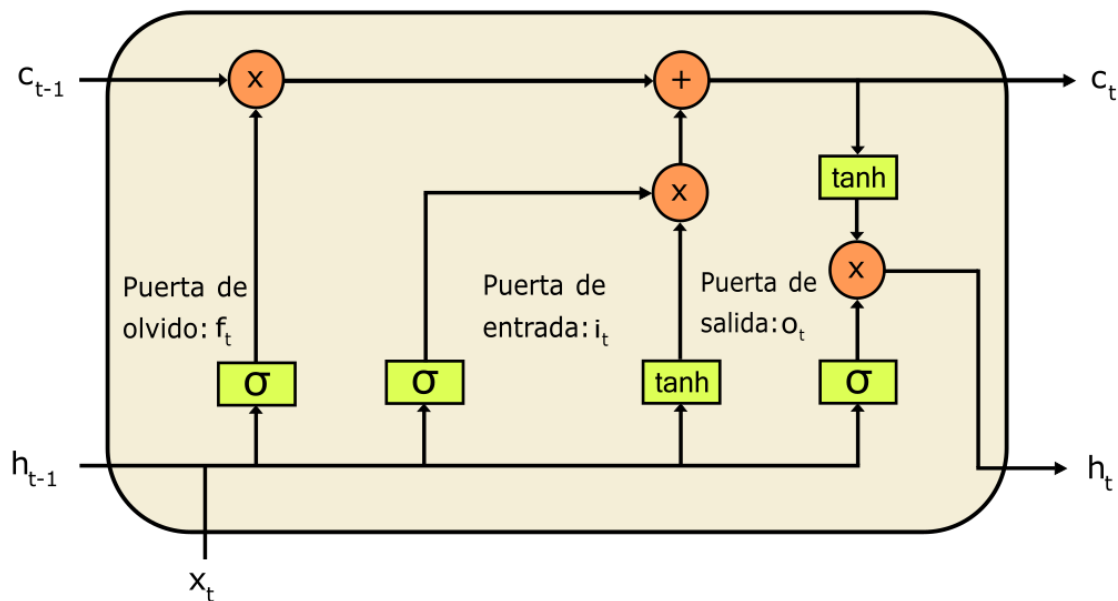 c_{t-1}
x
+
c_t
tanh
x
x
Puerta de
olvido: f_t
Puerta de
entrada: i_t
Puerta de
salida: o_t
σ
σ
tanh
σ
h_{t-1}
h_t
x_t